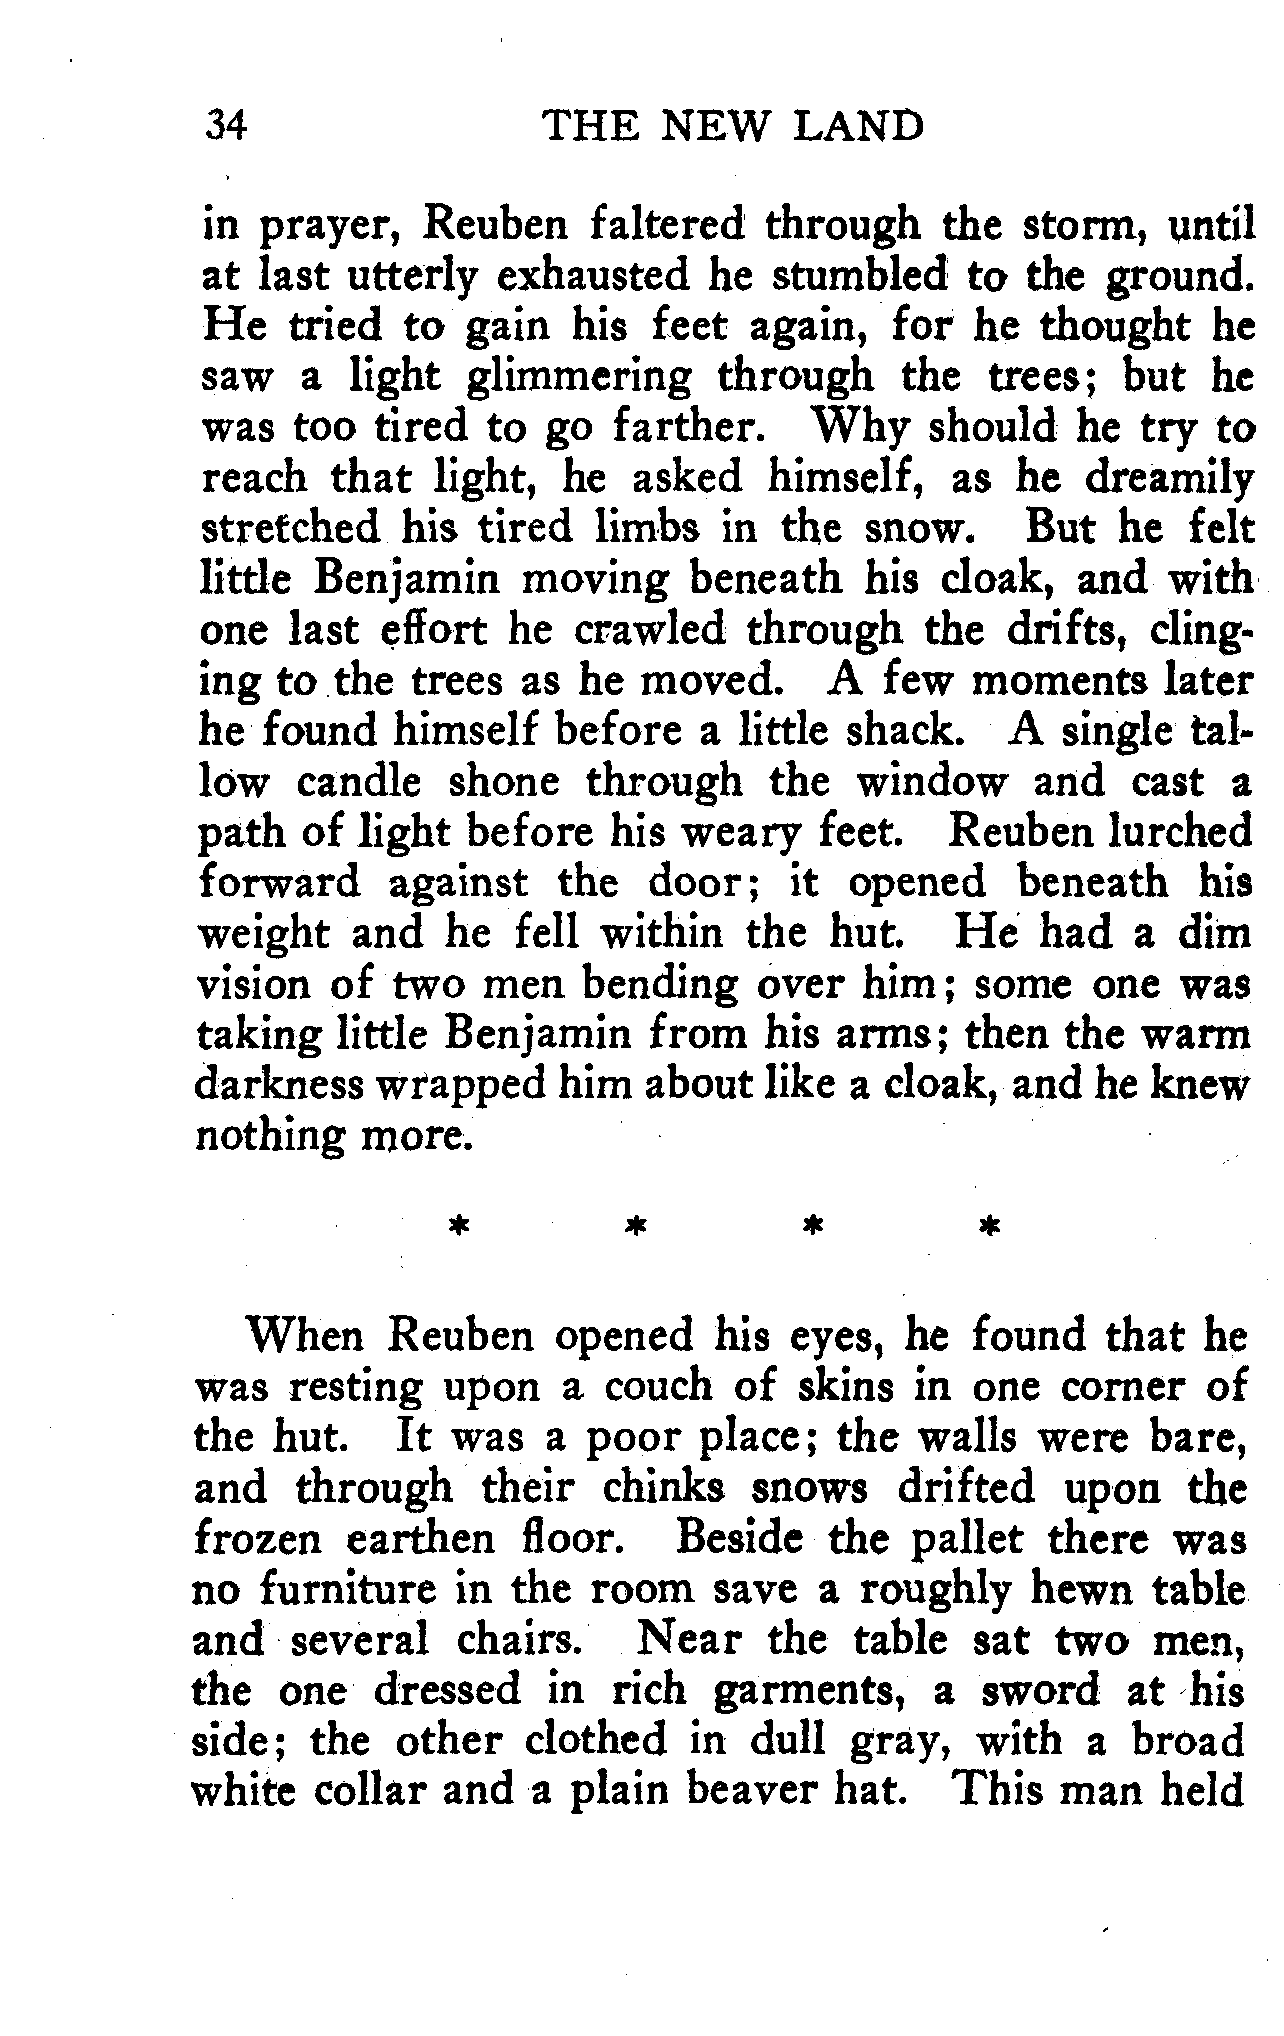 34 THE NEW LAND
in prayer, Reuben faltered through the storm, until
at last utterly exhausted he stumbled to the ground.
He tried to gain his feet again, for he thought he
saw a light glimmering through the trees; but he
was too tired to go farther. Why should he try to
reach that light, he asked himself, as he dreamily
stretched his tired limbs in the snow. But he felt
little Benjamin moving beneath his cloak, and with
one last effort he crawled through the drifts, cling-
ing to the trees as he moved. A few moments later
he found himself before a little shack. A single tal-
low candle shone through the window and cast a
path of light before his weary feet. Reuben lurched
forward against the door; it opened beneath his
weight and he fell within the hut. He had a dim
vision of two men bending over him; some one was
taking little Benjamin from his arms; then the warm
darkness wrapped him about like a cloak, and he knew
nothing more.
* * * *
When Reuben opened his eyes, he found that he
was resting upon a couch of skins in one corner of
the hut. It was a poor place; the walls were bare,
and through their chinks snows drifted upon the
frozen earthen floor. Beside the pallet there was
no furniture in the room save a roughly hewn table
and several chairs. Near the table sat two men,
the one dressed in rich garments, a sword at his
side; the other clothed in dull gray, with a broad
white collar and a plain beaver hat. This man held